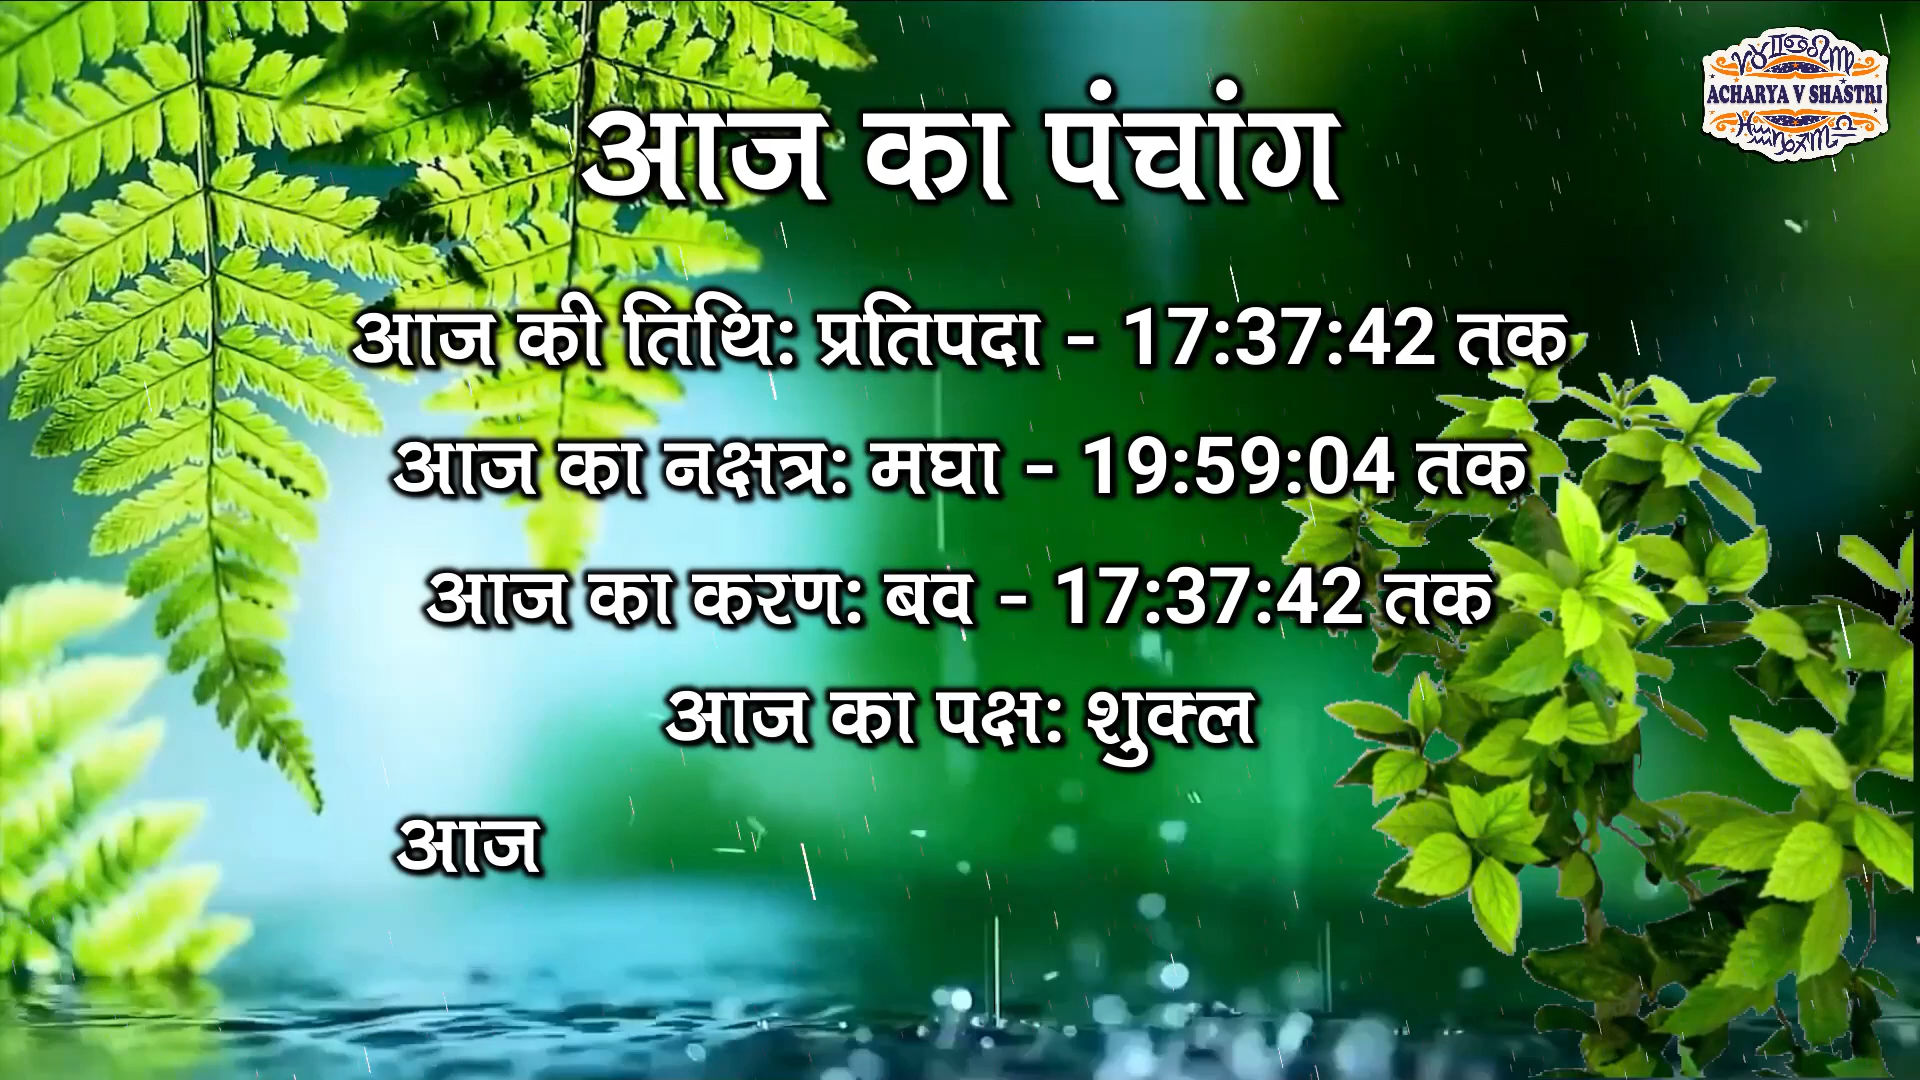 ACHARYA V SHASTRI
आज का पंचांग
आज की तिथि: प्रतिपदा - 17:37:42 तक
आज का नक्षत्र: मघा - 19:59:04 तक
आज का करण: बव - 17:37:42 तक
आज का पक्ष: शुक्ल
आज